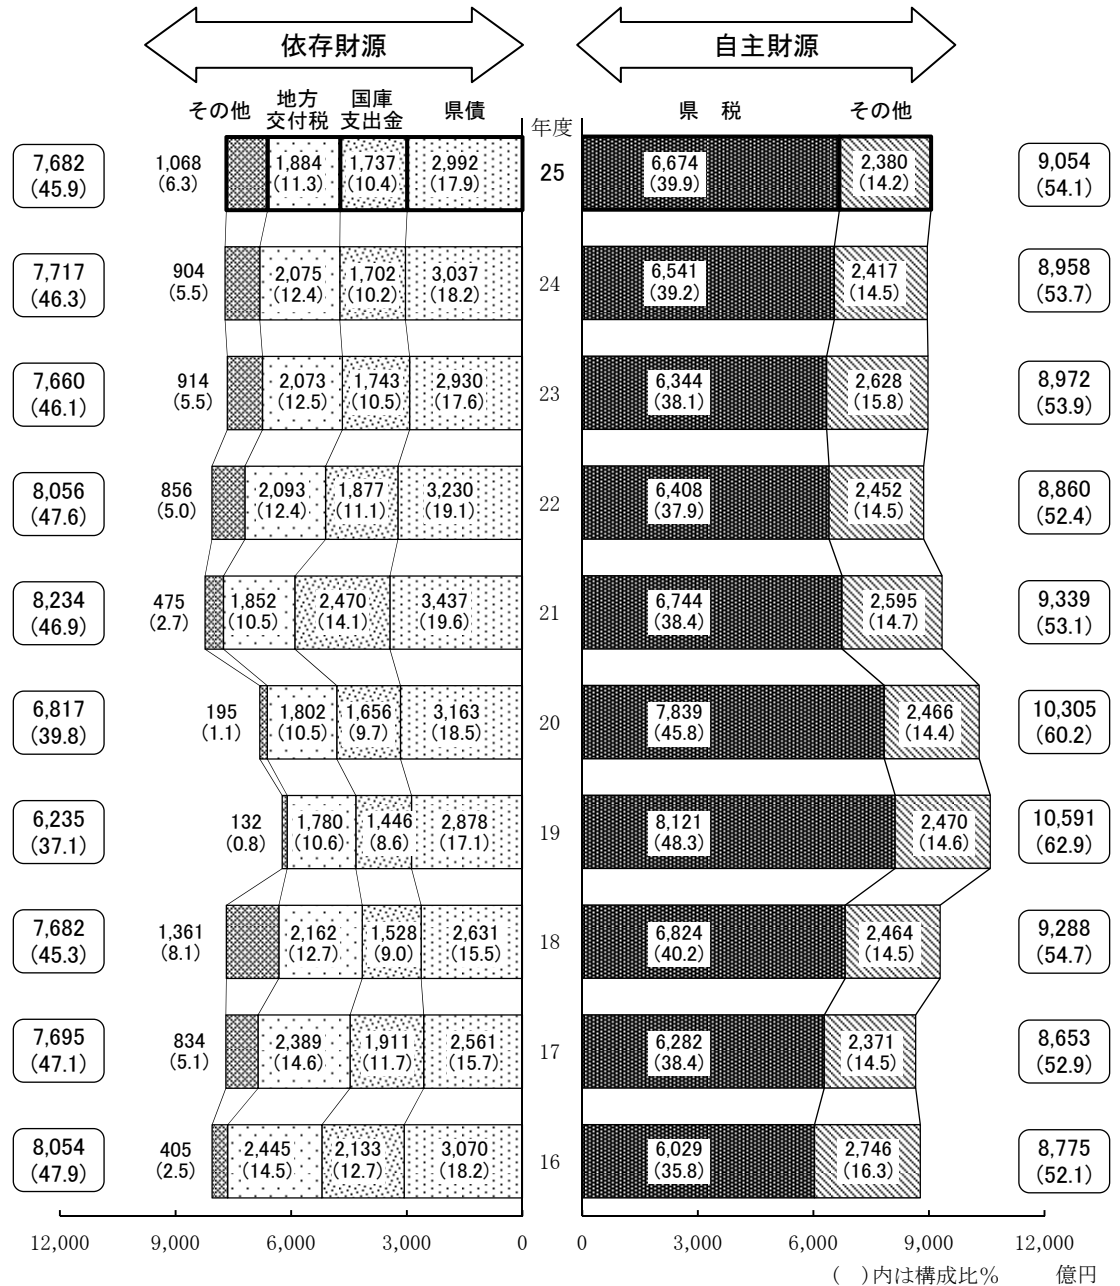 依存財源 自主財源
その他 地方交付税 国庫支出金 県債 年度 県　税 その他
7,682 1,068 1,884 1,737 2,992 25 6,674 2,380 9,054
(45.9) (6.3) (11.3) (10.4) (17.9) (39.9) (14.2) (54.1)
7,717 904 2,075 1,702 3,037 24 6,541 2,417 8,958
(46.3) (5.5) (12.4) (10.2) (18.2) (39.2) (14.5) (53.7)
7,660 914 2,073 1,743 2,930 23 6,344 2,628 8,972
(46.1) (5.5) (12.5) (10.5) (17.6) (38.1) (15.8) (53.9)
8,056 856 2,093 1,877 3,230 22 6,408 2,452 8,860
(47.6) (5.0) (12.4) (11.1) (19.1) (37.9) (14.5) (52.4)
8,234 475 1,852 2,470 3,437 21 6,744 2,595 9,339
(46.9) (2.7) (10.5) (14.1) (19.6) (38.4) (14.7) (53.1)
6,817 195 1,802 1,656 3,163 20 7,839 2,466 10,305
(39.8) (1.1) (10.5) (9.7) (18.5) (45.8) (14.4) (60.2)
6,235 132 1,780 1,446 2,878 19 8,121 2,470 10,591
(37.1) (0.8) (10.6) (8.6) (17.1) (48.3) (14.6) (62.9)
7,682 1,361 2,162 1,528 2,631 18 6,824 2,464 9,288
(45.3) (8.1) (12.7) (9.0) (15.5) (40.2) (14.5) (54.7)
7,695 834 2,389 1,911 2,561 17 6,282 2,371 8,653
(47.1) (5.1) (14.6) (11.7) (15.7) (38.4) (14.5) (52.9)
8,054 405 2,445 2,133 3,070 16 6,029 2,746 8,775
(47.9) (2.5) (14.5) (12.7) (18.2) (35.8) (16.3) (52.1)
12,000 9,000 6,000 3,000 0 0 3,000 6,000 9,000 12,000
(　)内は構成比% 億円